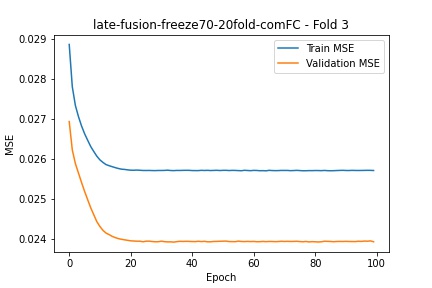 late-fusion-freeze70-20fold-comFC - Fold 3
Train MSE
Validation MSE
0.029
0.028
0.027
0.026
0.025
0.024
MSE
0
20
40
60
80
100
Epoch